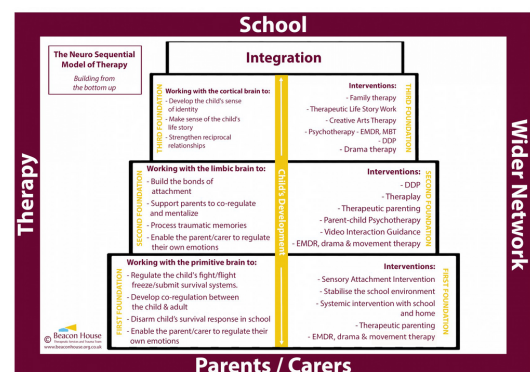 School
The Neuro Sequential
Model of Therapy
Building from
the bottom up
Integration
THIRD FOUNDATION
Working with the cortical brain to:
- Develop the child's sense
of identity
- Make sense of the child's
life story
- Strengthen reciprocal
relationships
Interventions:
- Family therapy
- Therapeutic Life Story Work
- Creative Arts Therapy
- Psychotherapy - EMDR, MBT
- DDP
- Drama therapy
THIRD FOUNDATION
SECOND FOUNDATION
Working with the limbic brain to:
- Build the bonds of
attachment
- Support parents to co-regulate
and mentalize
- Process traumatic memories
- Enable the parent/carer to regulate
their own emotions
Child's Development
Interventions:
- DDP
- Theraplay
- Therapeutic parenting
- Parent-child Psychotherapy
- Video Interaction Guidance
- EMDR, drama & movement therapy
SECOND FOUNDATION
FIRST FOUNDATION
Working with the primitive brain to:
- Regulate the child's fight/flight
freeze/submit survival systems.
- Develop co-regulation between
the child & adult
- Disarm child's survival response in school
- Enable the parent/carer to regulate their
own emotions
Interventions:
- Sensory Attachment Intervention
- Stabilise the school environment
- Systemic intervention with school
and home
- Therapeutic parenting
- EMDR, drama & movement therapy
FIRST FOUNDATION
Therapy
Wider Network
© Beacon House
www.beaconhouse.org.uk
Parents / Carers